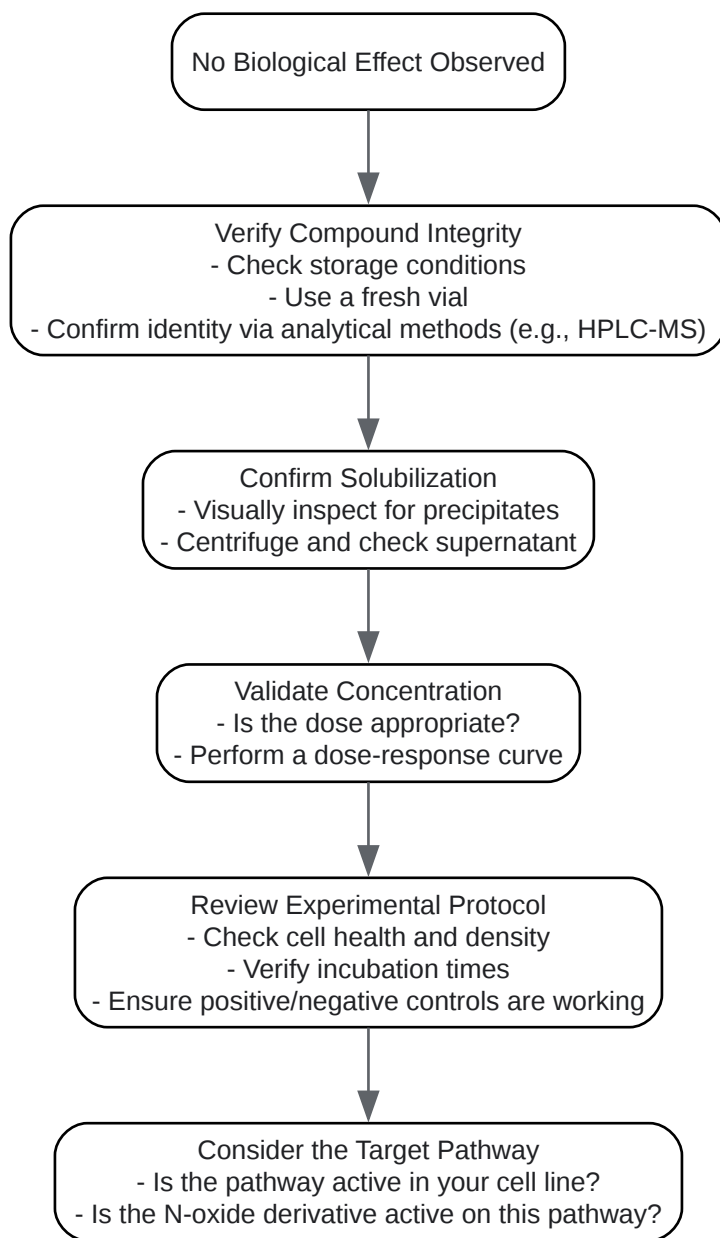 No Biological Effect Observed
Verify Compound Integrity
- Check storage conditions
- Use a fresh vial
- Confirm identity via analytical methods (e.g., HPLC-MS)
Confirm Solubilization
- Visually inspect for precipitates
- Centrifuge and check supernatant
Validate Concentration
- Is the dose appropriate?
- Perform a dose-response curve
Review Experimental Protocol
- Check cell health and density
- Verify incubation times
- Ensure positive/negative controls are working
Consider the Target Pathway
- Is the pathway active in your cell line?
- Is the N-oxide derivative active on this pathway?